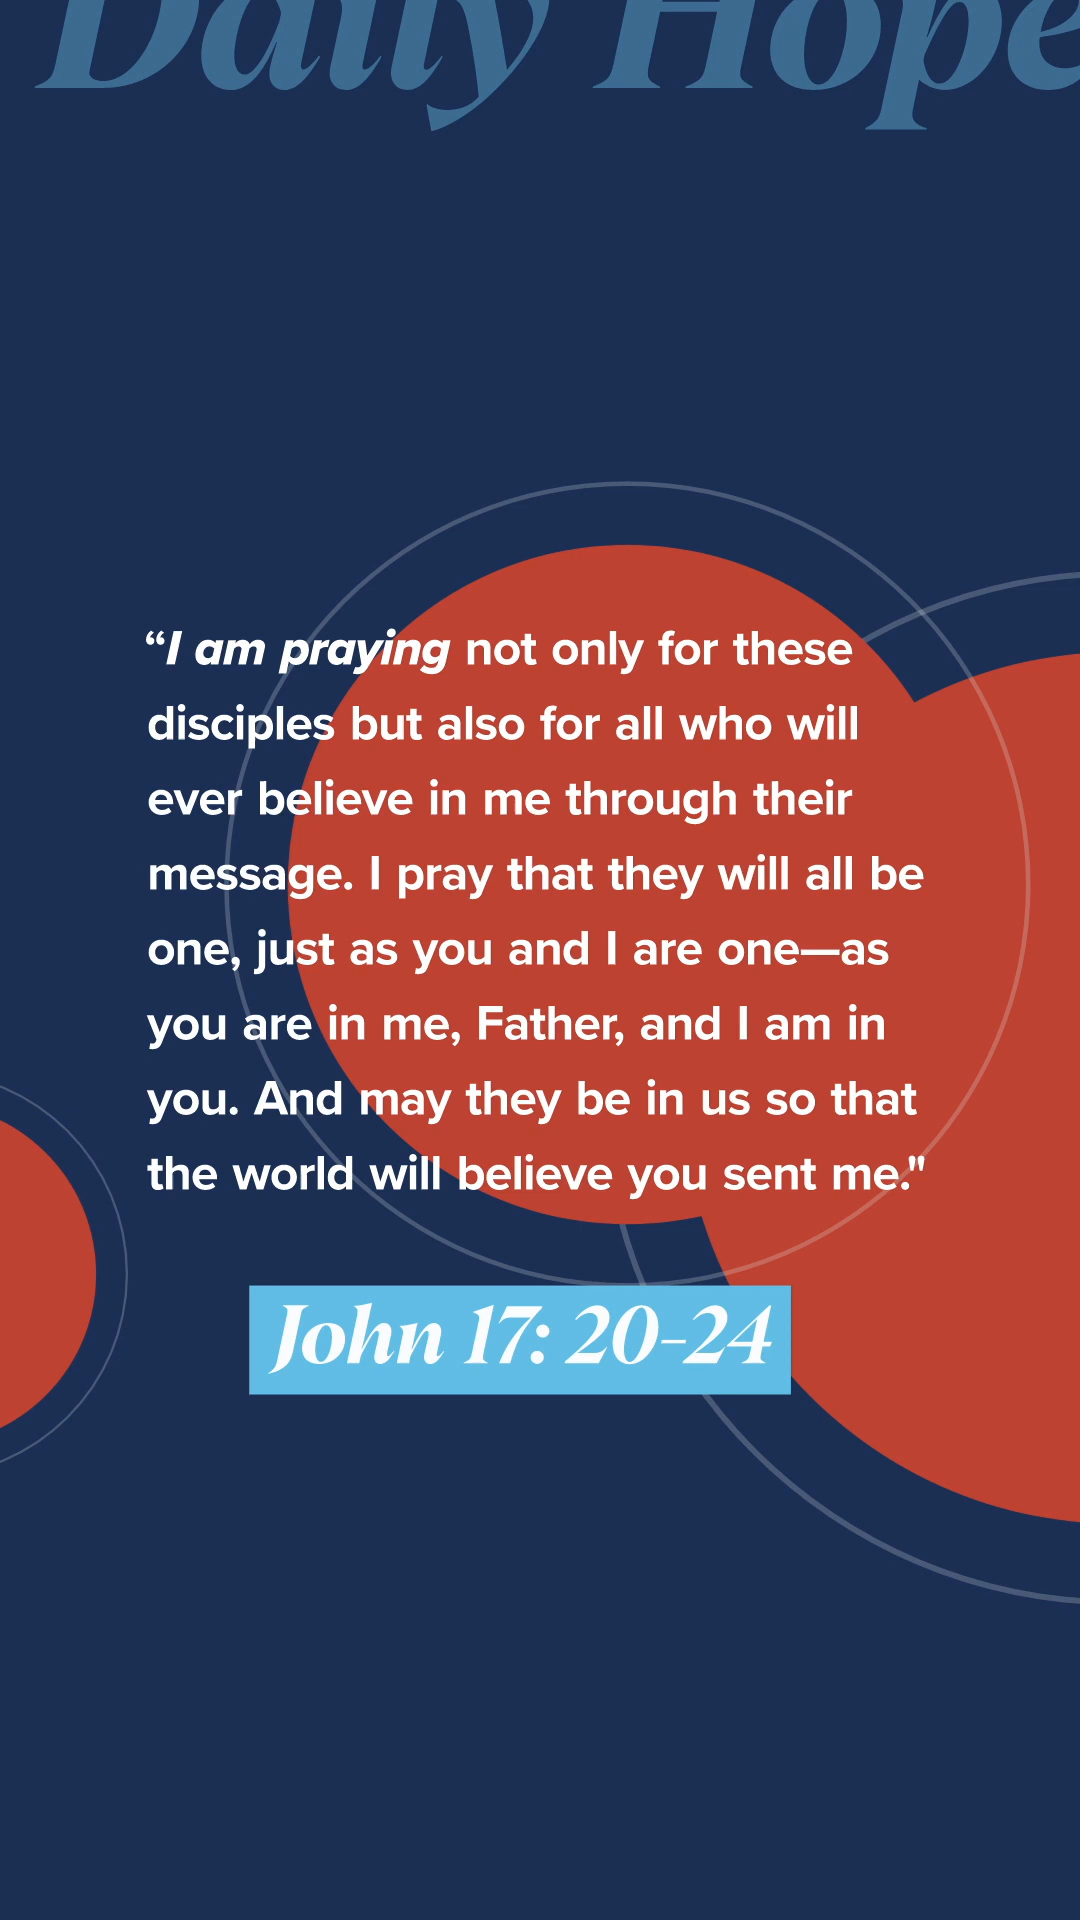 Daily Hope
“I am praying not only for these
disciples but also for all who will
ever believe in me through their
message. I pray that they will all be
one, just as you and I are one—as
you are in me, Father, and I am in
you. And may they be in us so that
the world will believe you sent me."
John 17: 20-24